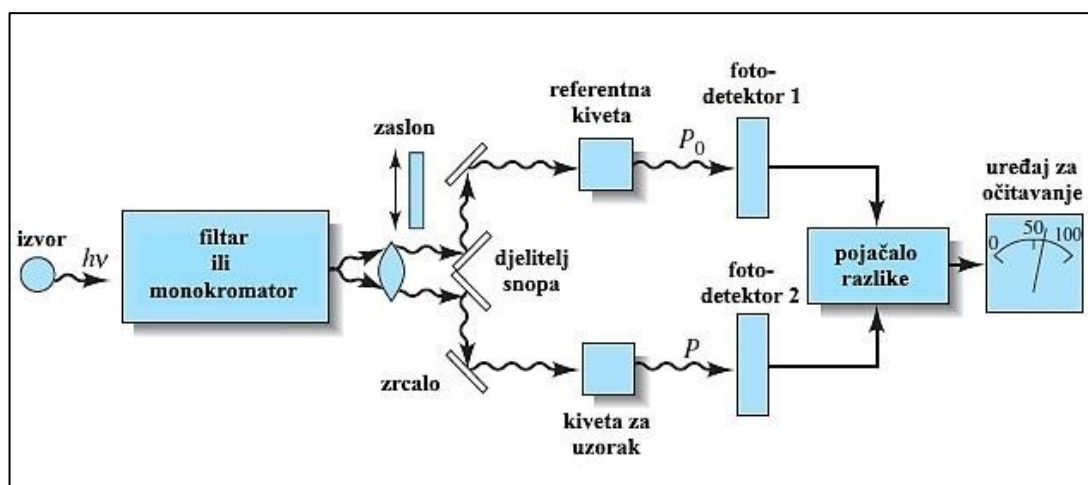 izvor
hν
filtar
ili
monokromator
zaslon
djelitelj
snopa
zrcalo
referentna
kiveta
P₀
foto-
detektor 1
kiveta za
uzorak
P
foto-
detektor 2
pojačalo
razlike
uređaj za
očitavanje
0 50 100